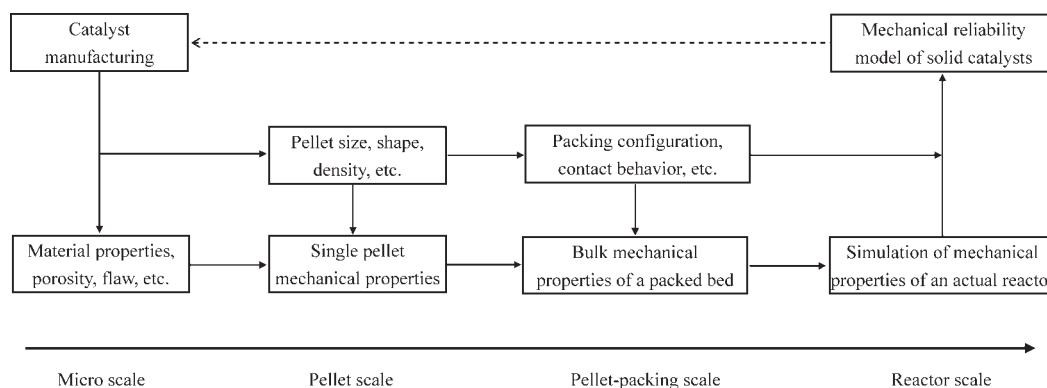 Catalyst
manufacturing
Mechanical reliability
model of solid catalysts
Pellet size, shape,
density, etc.
Packing configuration,
contact behavior, etc.
Material properties,
porosity, flaw, etc.
Single pellet
mechanical properties
Bulk mechanical
properties of a packed bed
Simulation of mechanical
properties of an actual reacto
Micro scale
Pellet scale
Pellet-packing scale
Reactor scale